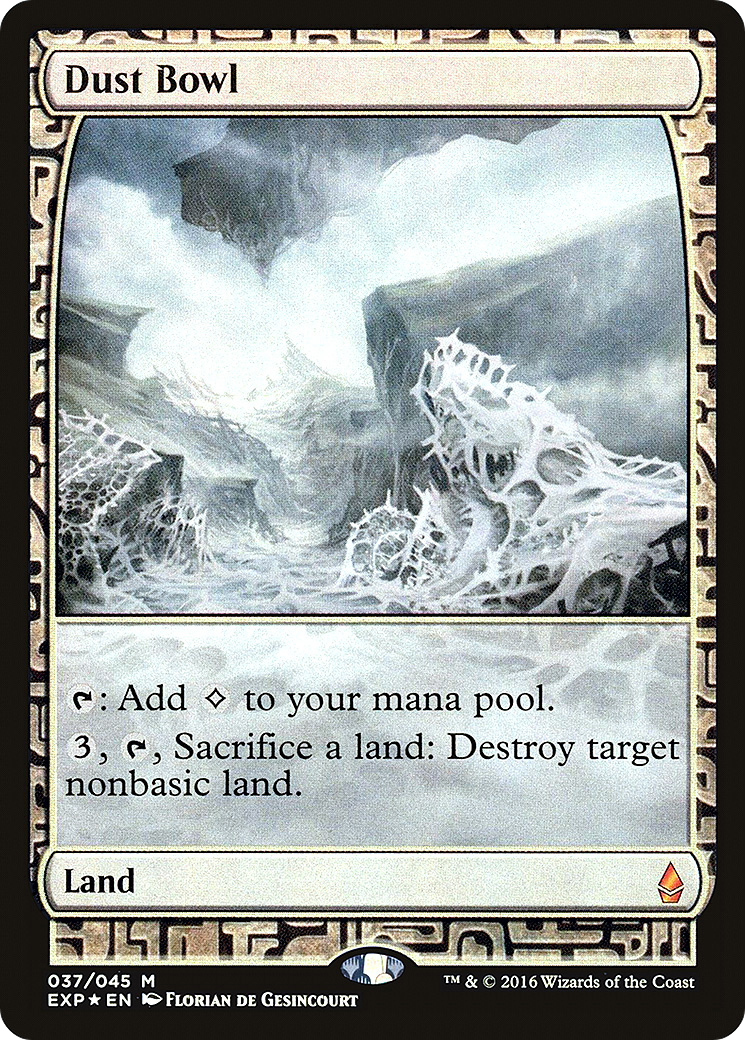 Dust Bowl
: Add to your mana pool.
3, , Sacrifice a land: Destroy target
nonbasic land.
Land
037/045 M
EXP★EN Florian de Gesincourt
™ & © 2016 Wizards of the Coast